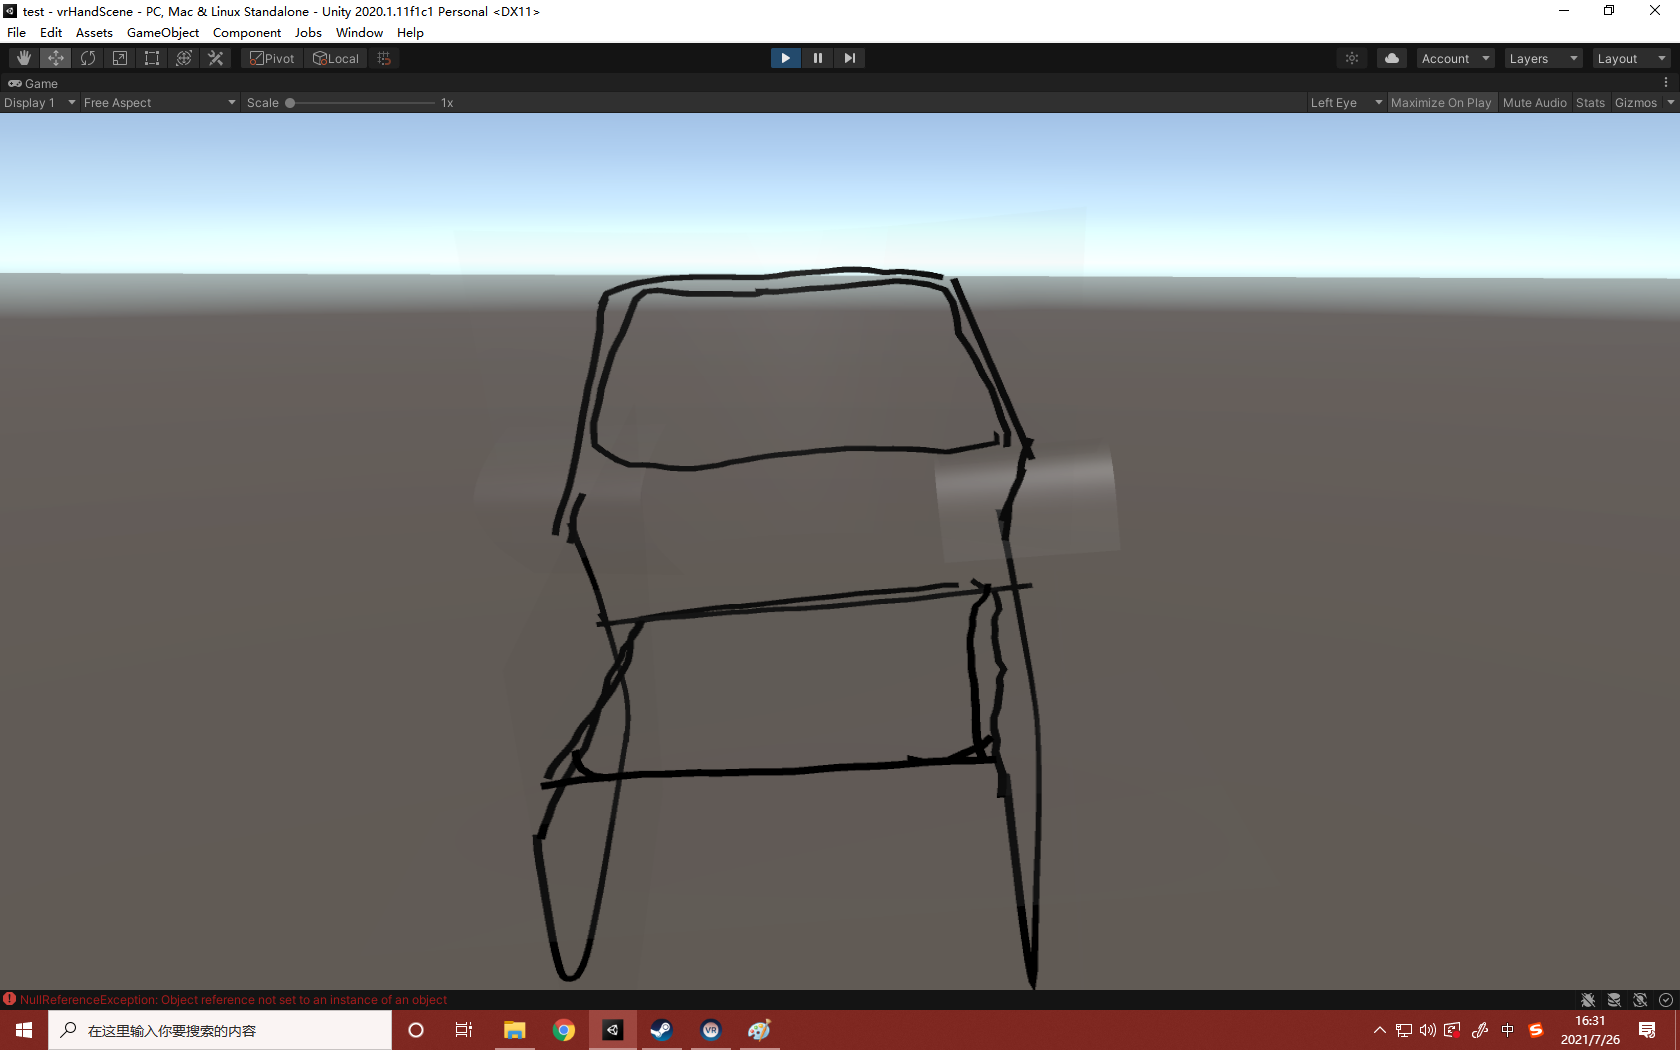 test - vrHandScene - PC, Mac & Linux Standalone - Unity 2020.1.11f1c1 Personal <DX11>
File Edit Assets GameObject Component Jobs Window Help
Pivot Local Account Layers Layout
Game
Display 1 Free Aspect Scale 1x Left Eye Maximize On Play Mute Audio Stats Gizmos
NullReferenceException: Object reference not set to an instance of an object
在这里输入你要搜索的内容 VR 中 16:31
2021/7/26